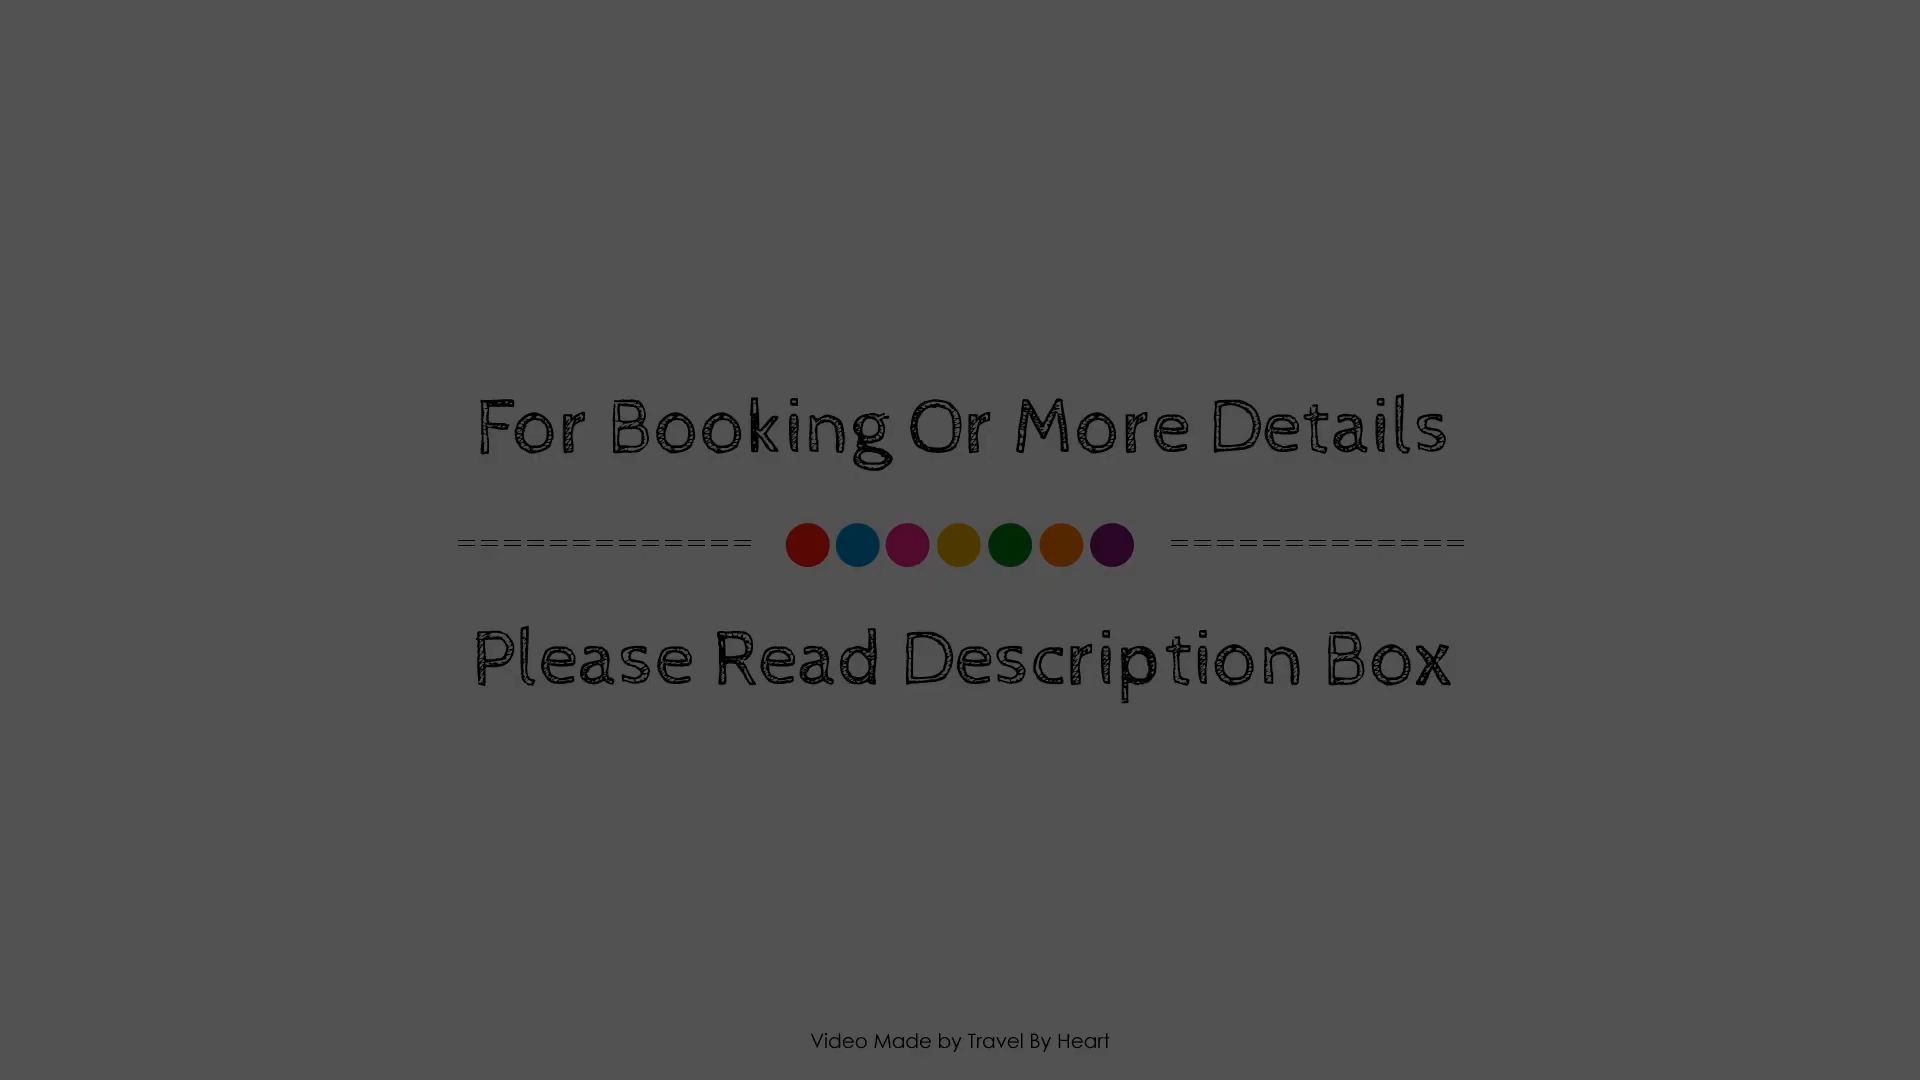 For Booking Or More Details
============= =============
Please Read Description Box
Video Made by Travel By Heart